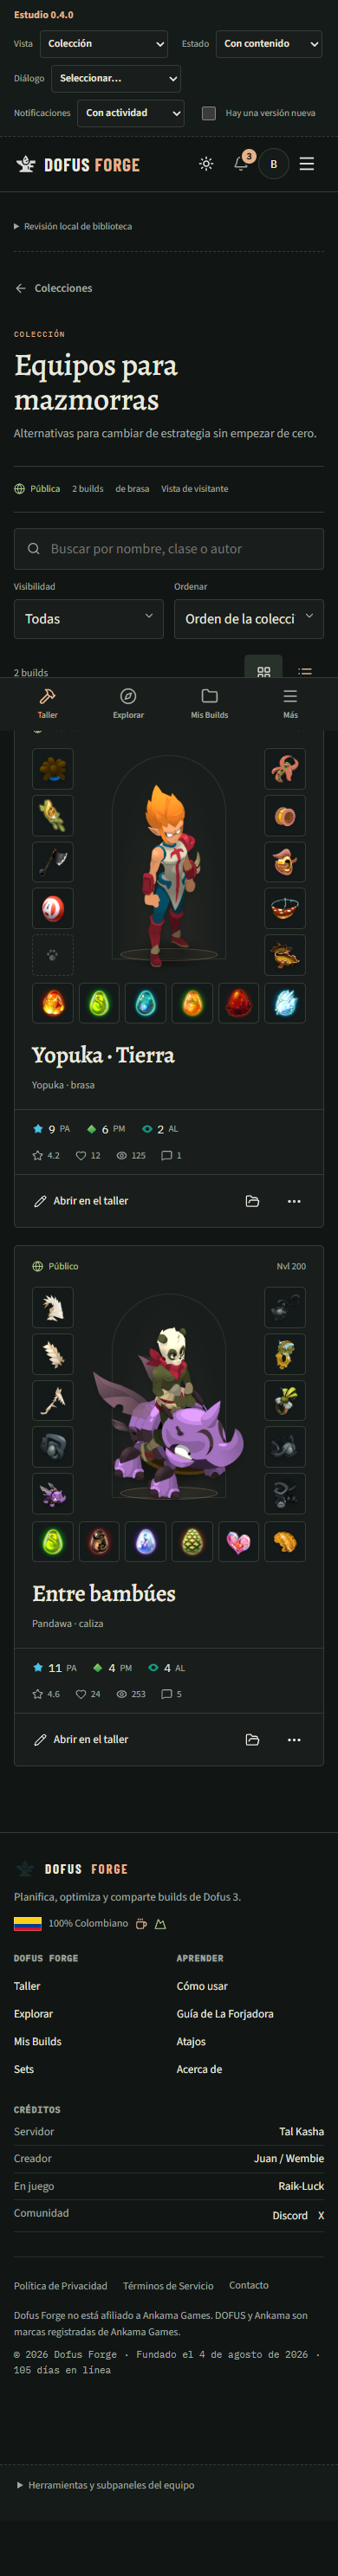 Estudio 0.4.0
Vista Colección Estado Con contenido
Diálogo Seleccionar...
Notificaciones Con actividad Hay una versión nueva
DOFUS FORGE 3 B
Revisión local de biblioteca
Colecciones
COLECCIÓN
Equipos para
mazmorras
Alternativas para cambiar de estrategia sin empezar de cero.
Pública 2 builds de brasa Vista de visitante
Buscar por nombre, clase o autor
Visibilidad Ordenar
Todas Orden de la colecci
2 builds
Taller Explorar Mis Builds Más
Yopuka · Tierra
Yopuka · brasa
9 PA 6 PM 2 AL
4.2 12 125 1
Abrir en el taller
Público Nvl 200
Entre bambúes
Pandawa · caliza
11 PA 4 PM 4 AL
4.6 24 253 5
Abrir en el taller
DOFUS FORGE
Planifica, optimiza y comparte builds de Dofus 3.
100% Colombiano
DOFUS FORGE APRENDER
Taller Cómo usar
Explorar Guía de La Forjadora
Mis Builds Atajos
Sets Acerca de
CRÉDITOS
Servidor Tal Kasha
Creador Juan / Wembie
En juego Raik-Luck
Comunidad Discord X
Política de Privacidad Términos de Servicio Contacto
Dofus Forge no está afiliado a Ankama Games. DOFUS y Ankama son
marcas registradas de Ankama Games.
© 2026 Dofus Forge · Fundado el 4 de agosto de 2026 ·
105 días en línea
Herramientas y subpaneles del equipo